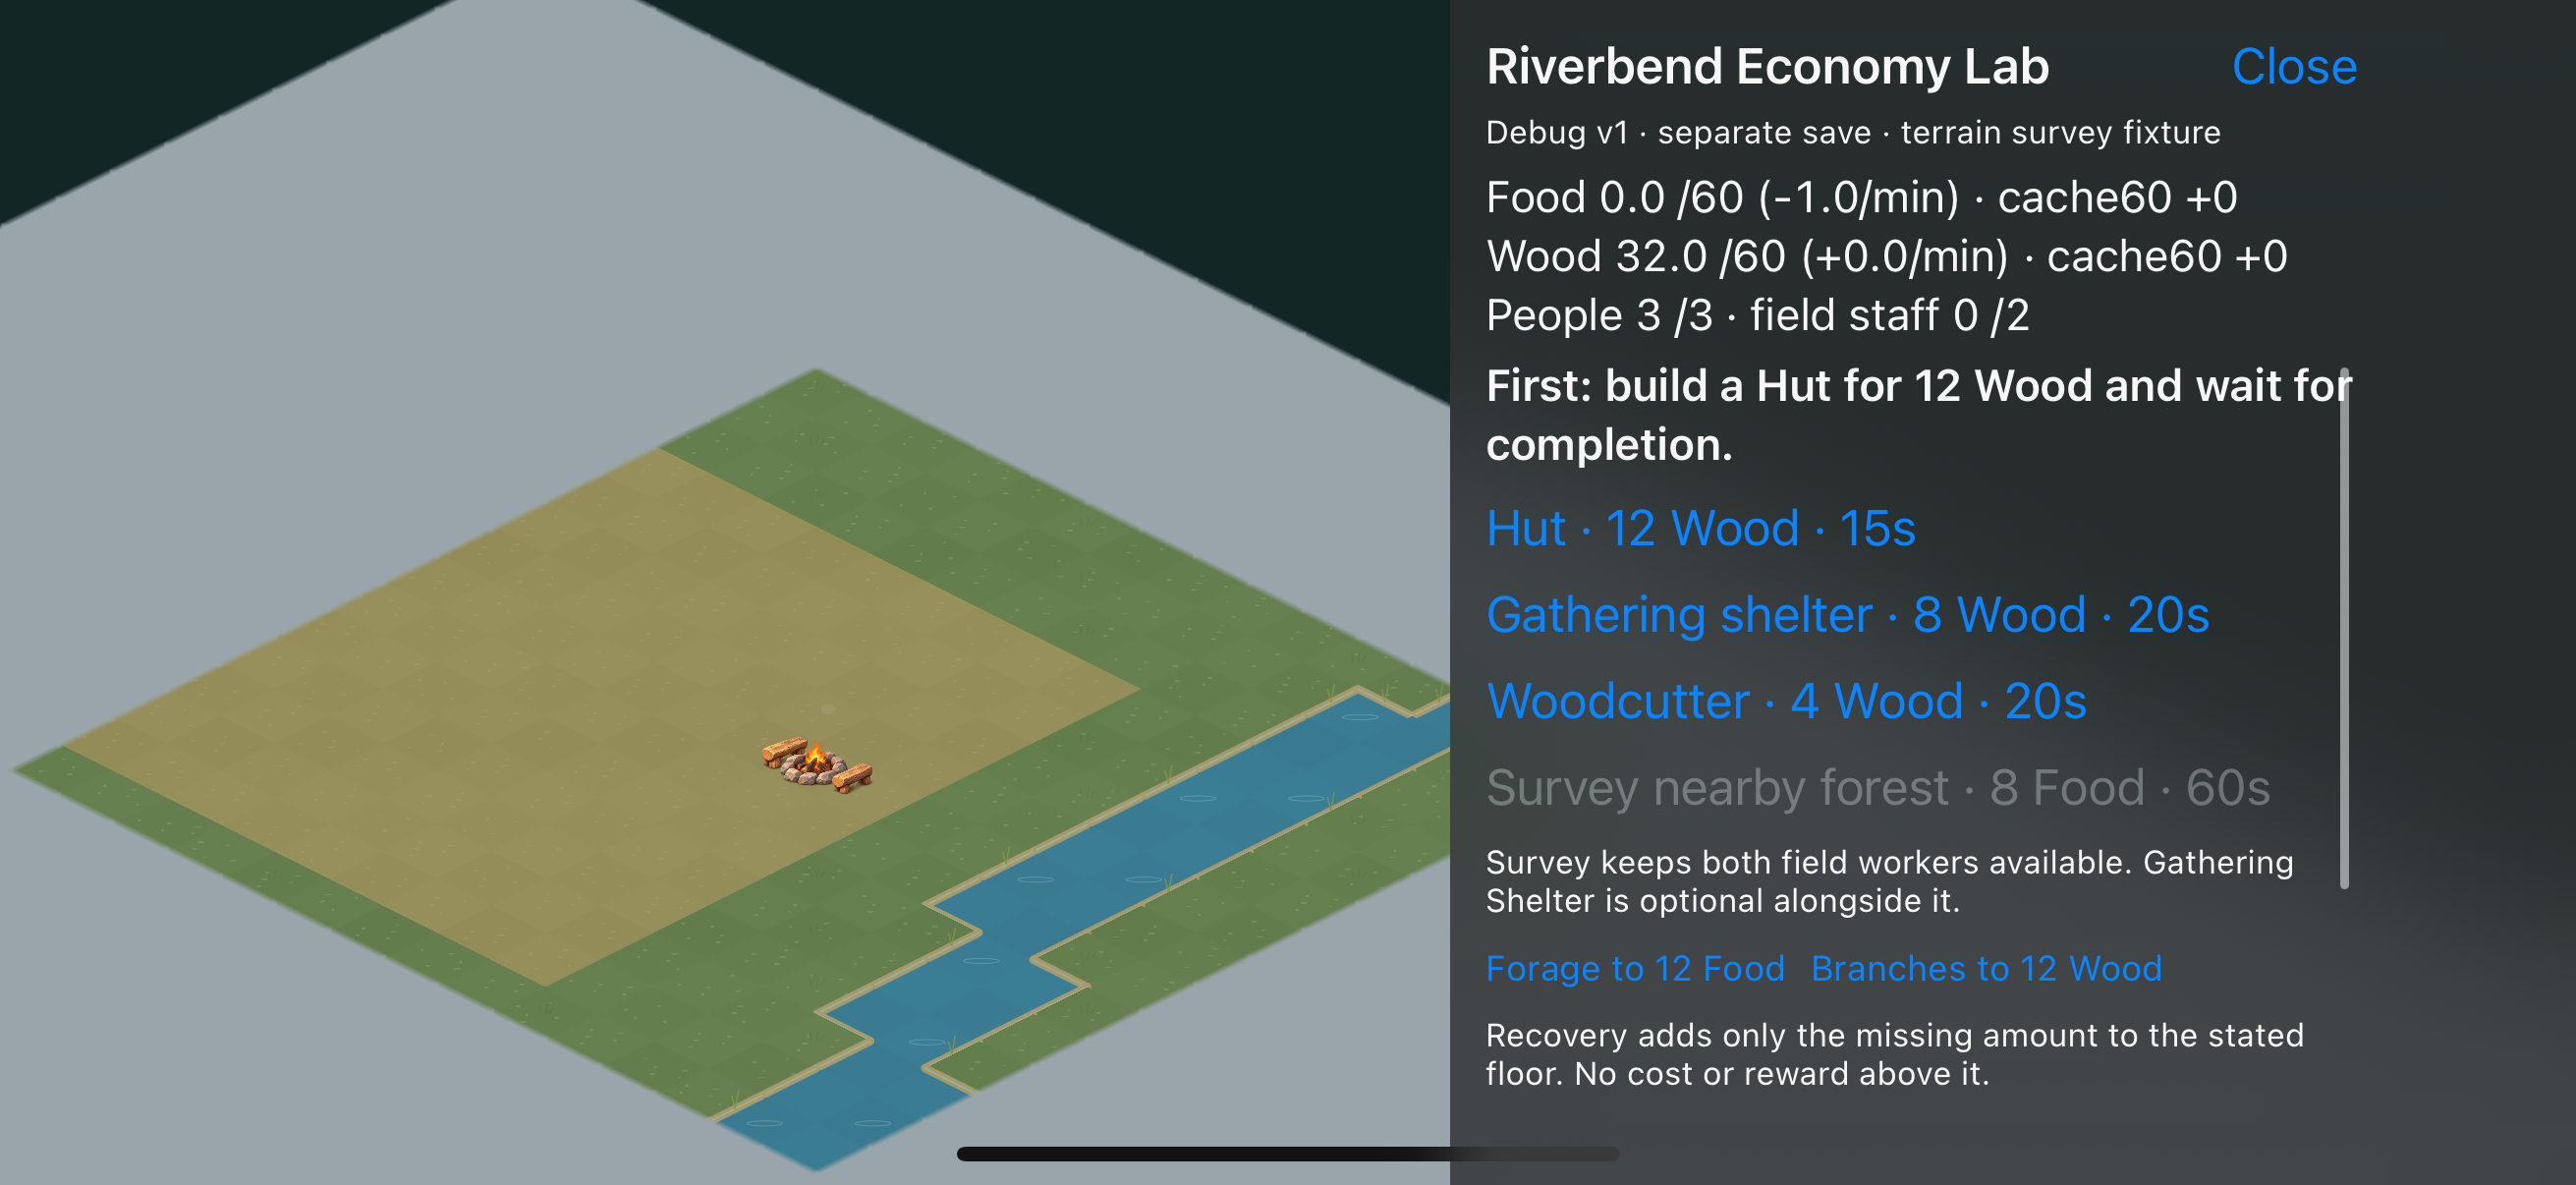 Riverbend Economy Lab
Close
Debug v1 · separate save · terrain survey fixture
Food 0.0 /60 (-1.0/min) · cache60 +0
Wood 32.0 /60 (+0.0/min) · cache60 +0
People 3 /3 · field staff 0 /2
First: build a Hut for 12 Wood and wait for
completion.
Hut · 12 Wood · 15s
Gathering shelter · 8 Wood · 20s
Woodcutter · 4 Wood · 20s
Survey nearby forest · 8 Food · 60s
Survey keeps both field workers available. Gathering
Shelter is optional alongside it.
Forage to 12 Food
Branches to 12 Wood
Recovery adds only the missing amount to the stated
floor. No cost or reward above it.